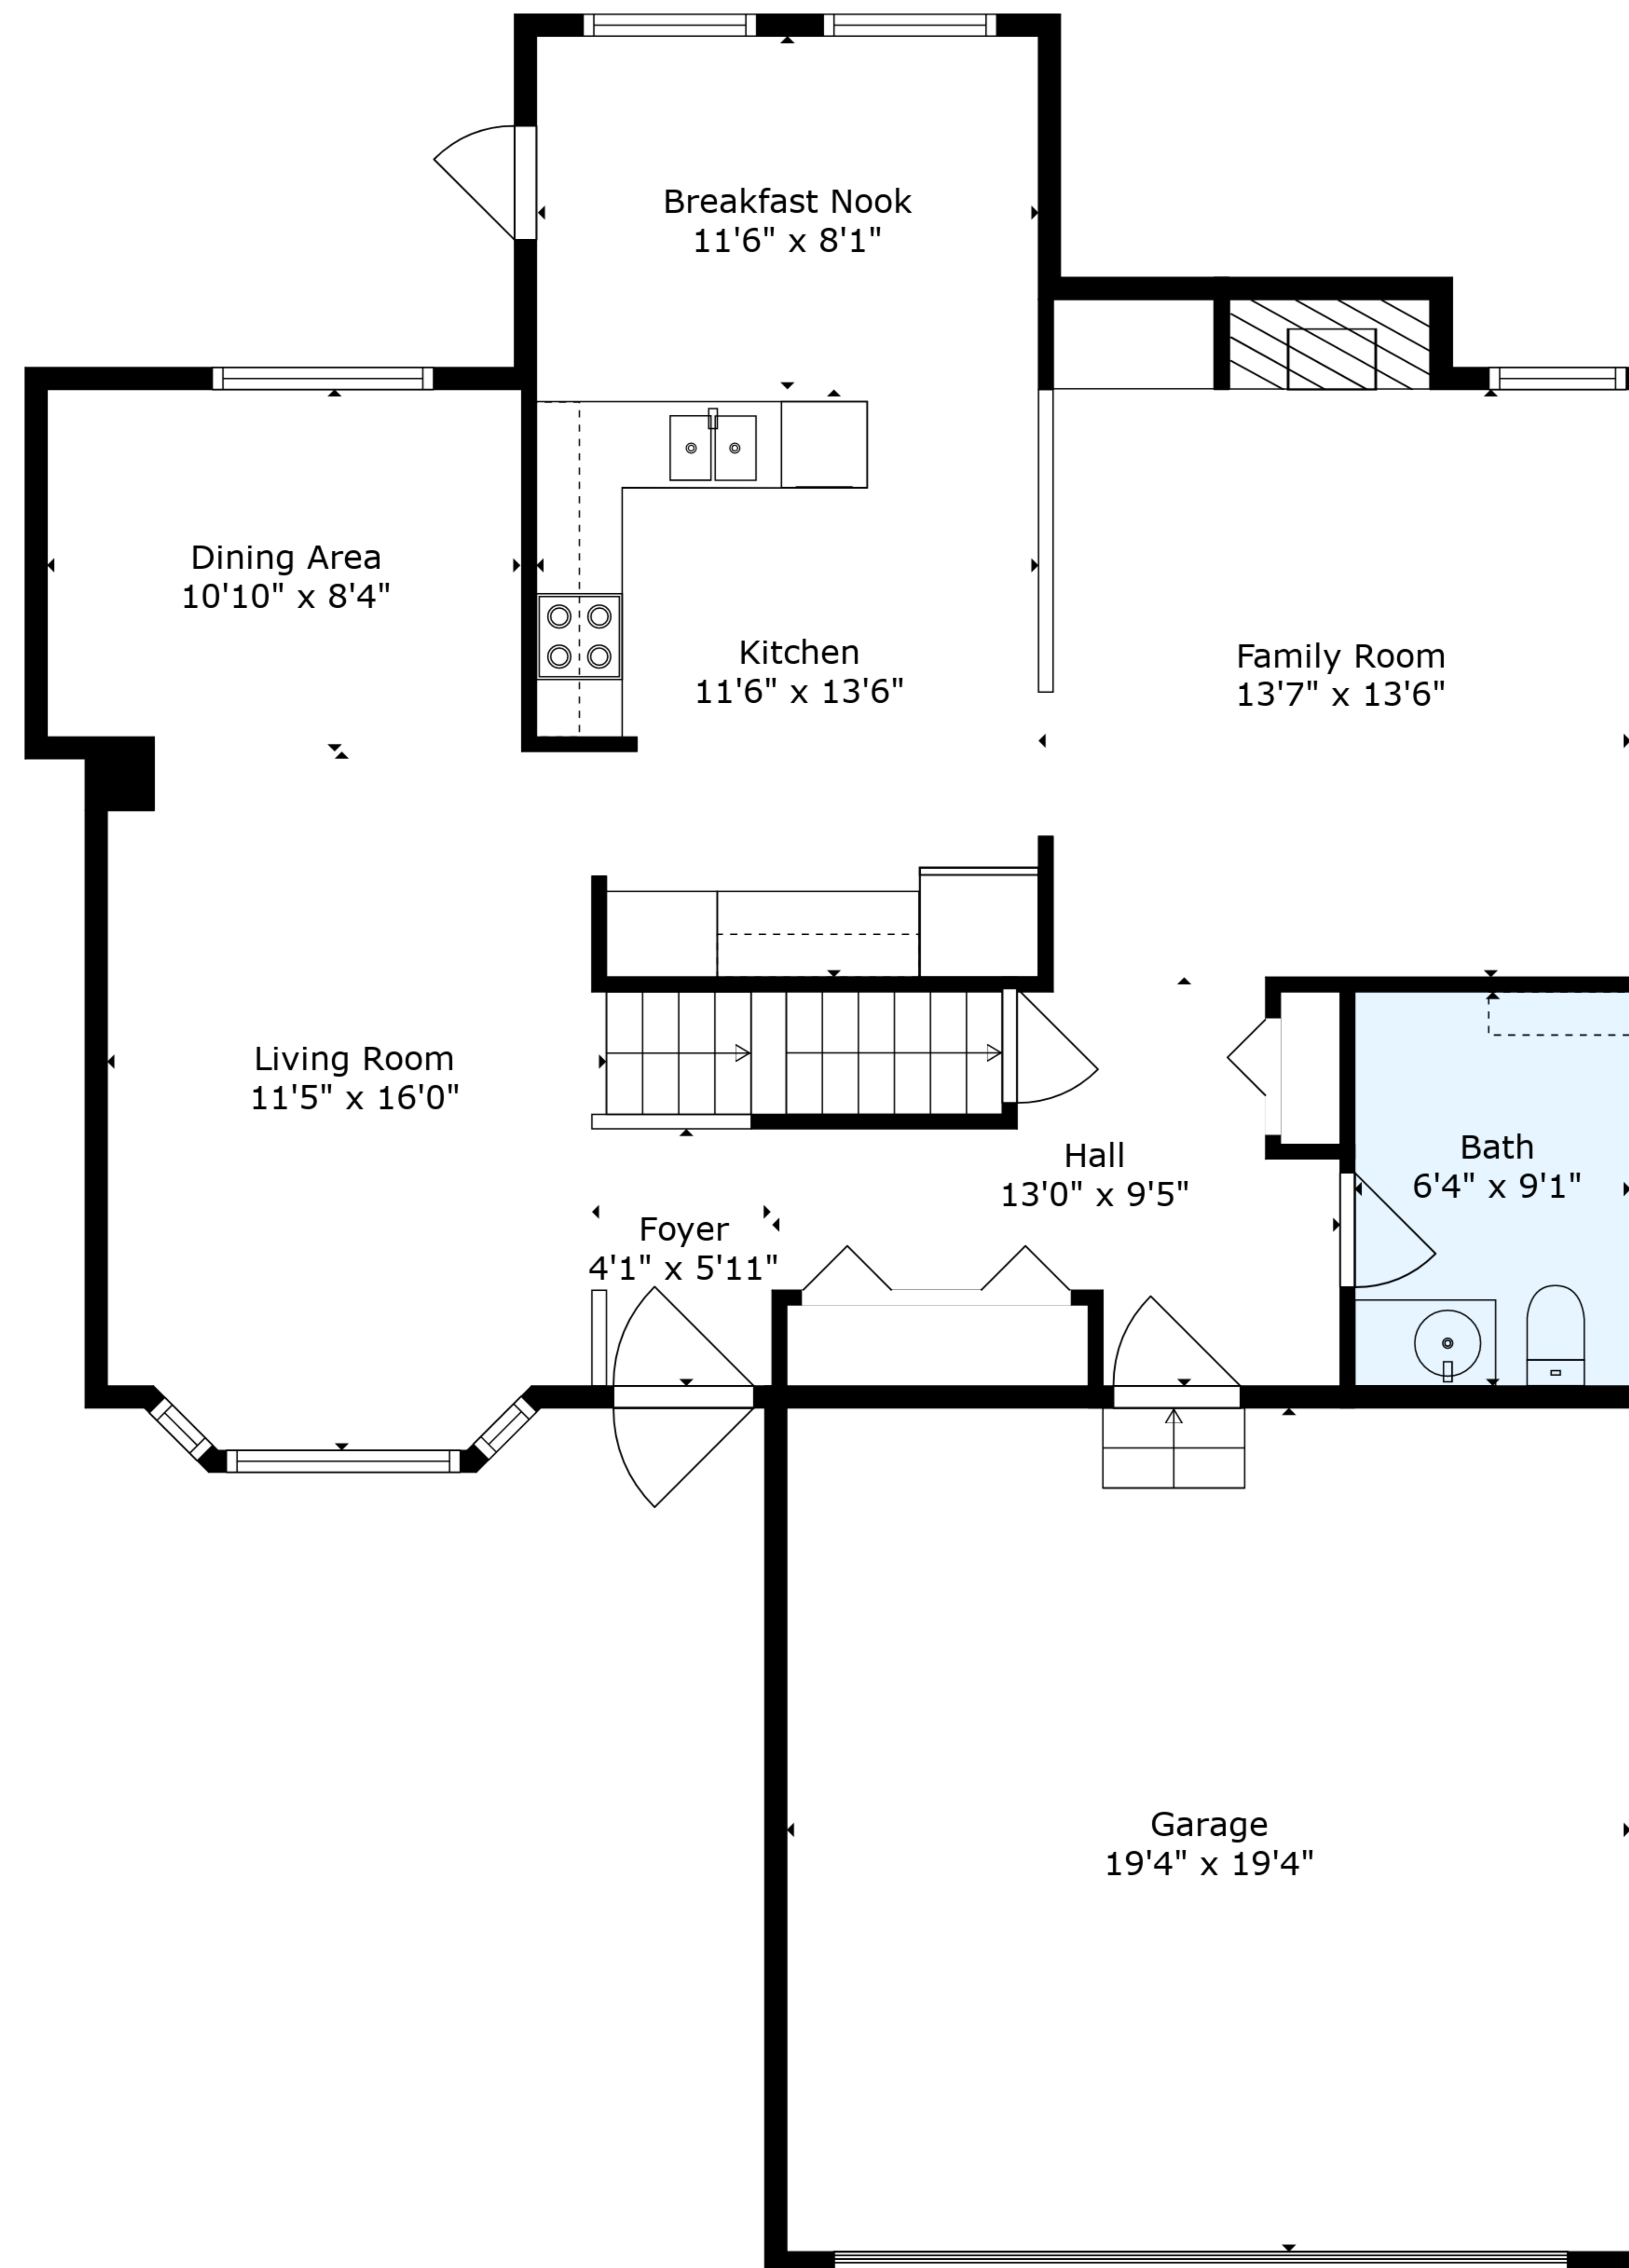 Breakfast Nook
11'6" x 8'1"
Dining Area
10'10" x 8'4"
Kitchen
11'6" x 13'6"
Family Room
13'7" x 13'6"
Living Room
11'5" x 16'0"
Hall
13'0" x 9'5"
Bath
6'4" x 9'1"
Foyer
4'1" x 5'11"
Garage
19'4" x 19'4"